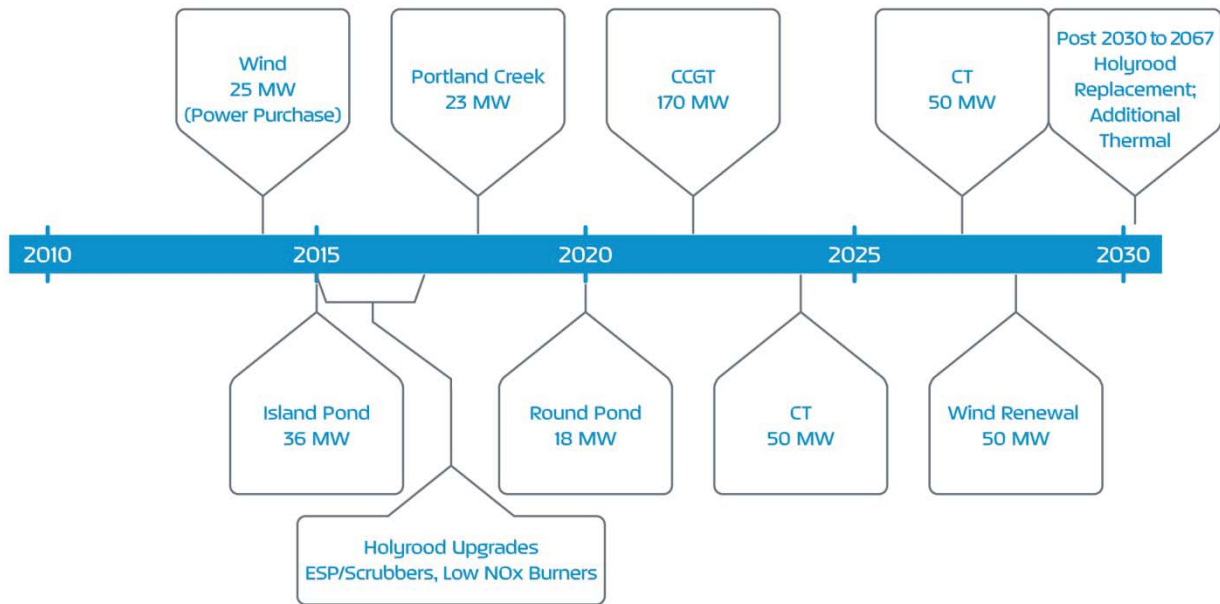 Wind
25 MW
(Power Purchase)
Portland Creek
23 MW
CCGT
170 MW
CT
50 MW
Post 2030 to 2067
Holyrood
Replacement;
Additional
Thermal
2010
2015
2020
2025
2030
Island Pond
36 MW
Round Pond
18 MW
CT
50 MW
Wind Renewal
50 MW
Holyrood Upgrades
ESP/Scrubbers, Low NOx Burners